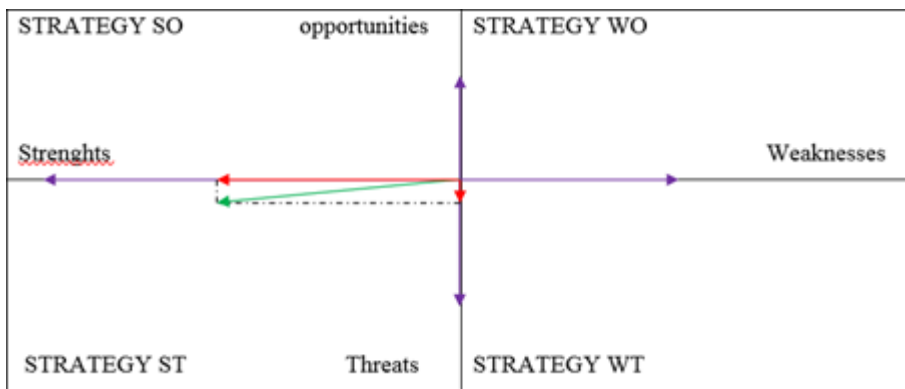 STRATEGY SO opportunities STRATEGY WO
Strenghts Weaknesses
STRATEGY ST Threats STRATEGY WT